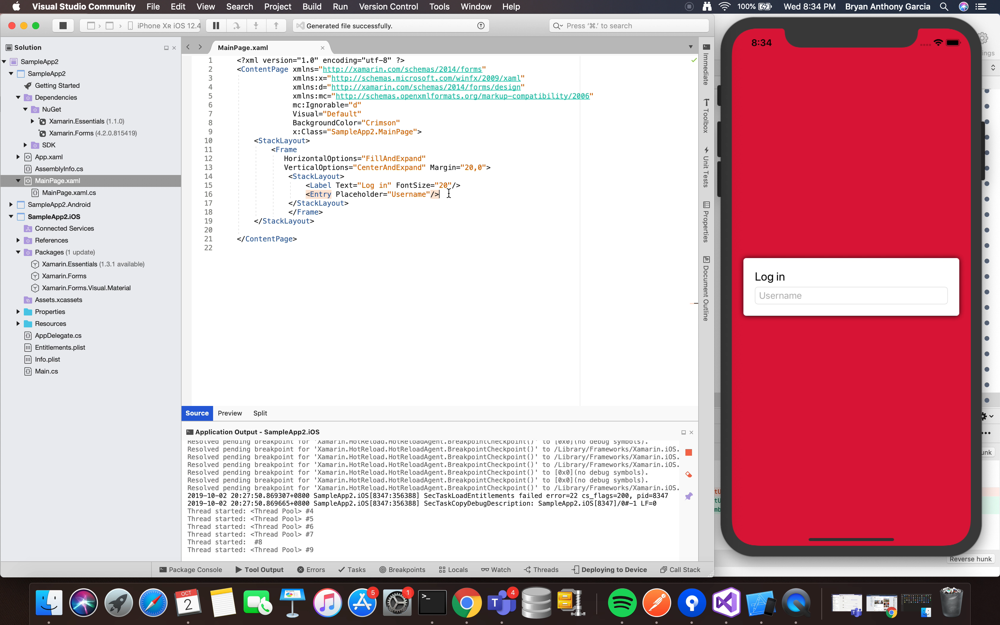 Visual Studio Community File Edit View Search Project Build Run Version Control Tools Window Help 100% Wed 8:34 PM Bryan Anthony Garcia
iPhone XR iOS 12.4 Generated file successfully. Press ‘⌘.’ to search
Solution
SampleApp2
SampleApp2
Getting Started
Dependencies
NuGet
Xamarin.Essentials (1.1.0)
Xamarin.Forms (4.2.0.815419)
SDK
App.xaml
AssemblyInfo.cs
MainPage.xaml
MainPage.xaml.cs
SampleApp2.Android
SampleApp2.iOS
Connected Services
References
Packages (1 update)
Xamarin.Essentials (1.3.1 available)
Xamarin.Forms
Xamarin.Forms.Visual.Material
Assets.xcassets
Properties
Resources
AppDelegate.cs
Entitlements.plist
Info.plist
Main.cs
MainPage.xaml
1 <?xml version="1.0" encoding="utf-8" ?>
2 <ContentPage xmlns="http://xamarin.com/schemas/2014/forms"
3 xmlns:x="http://schemas.microsoft.com/winfx/2009/xaml"
4 xmlns:d="http://xamarin.com/schemas/2014/forms/design"
5 xmlns:mc="http://schemas.openxmlformats.org/markup-compatibility/2006"
6 mc:Ignorable="d"
7 Visual="Default"
8 BackgroundColor="Crimson"
9 x:Class="SampleApp2.MainPage">
10 <StackLayout>
11 <Frame
12 HorizontalOptions="FillAndExpand"
13 VerticalOptions="CenterAndExpand" Margin="20,0">
14 <StackLayout>
15 <Label Text="Log in" FontSize="20"/>
16 <Entry Placeholder="Username"/>
17 </StackLayout>
18 </Frame>
19 </StackLayout>
20
21 </ContentPage>
22
Source Preview Split
Immediate
Toolbox
Unit Tests
Properties
Document Outline
Application Output - SampleApp2.iOS
Resolved pending breakpoint for 'Xamarin.HotReload.HotReloadAgent.BreakpointCheckpoint()' to [0x0](no debug symbols).
Resolved pending breakpoint for 'Xamarin.HotReload.HotReloadAgent.BreakpointCheckpoint()' to /Library/Frameworks/Xamarin.iOS.
Resolved pending breakpoint for 'Xamarin.HotReload.HotReloadAgent.BreakpointCheckpoint()' to /Library/Frameworks/Xamarin.iOS.
Resolved pending breakpoint for 'Xamarin.HotReload.HotReloadAgent.BreakpointCheckpoint()' to /Library/Frameworks/Xamarin.iOS.
Resolved pending breakpoint for 'Xamarin.HotReload.HotReloadAgent.BreakpointCheckpoint()' to [0x0](no debug symbols).
Resolved pending breakpoint for 'Xamarin.HotReload.HotReloadAgent.BreakpointCheckpoint()' to [0x0](no debug symbols).
Resolved pending breakpoint for 'Xamarin.HotReload.HotReloadAgent.BreakpointCheckpoint()' to /Library/Frameworks/Xamarin.iOS.
2019-10-02 20:27:50.869307+0800 SampleApp2.iOS[8347:356388] SecTaskLoadEntitlements failed error=22 cs_flags=200, pid=8347
2019-10-02 20:27:50.869665+0800 SampleApp2.iOS[8347:356388] SecTaskCopyDebugDescription: SampleApp2.iOS[8347]/0#-1 LF=0
Thread started: <Thread Pool> #4
Thread started: <Thread Pool> #5
Thread started: <Thread Pool> #6
Thread started: <Thread Pool> #7
Thread started: #8
Thread started: <Thread Pool> #9
Package Console Tool Output Errors Tasks Breakpoints Locals Watch Threads Deploying to Device Call Stack
8:34
Log in
Username
ings
unk
tU
tU
mb
Reverse hunk
OCT
2
5
1
4
T